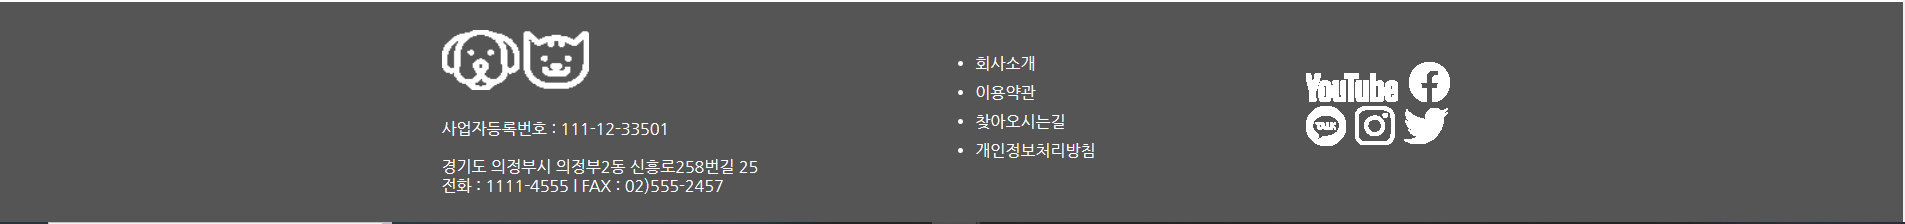 사업자등록번호 : 111-12-33501
경기도 의정부시 의정부2동 신흥로258번길 25
전화 : 1111-4555 I FAX : 02)555-2457
회사소개
이용약관
찾아오시는길
개인정보처리방침
YouTube
TALK